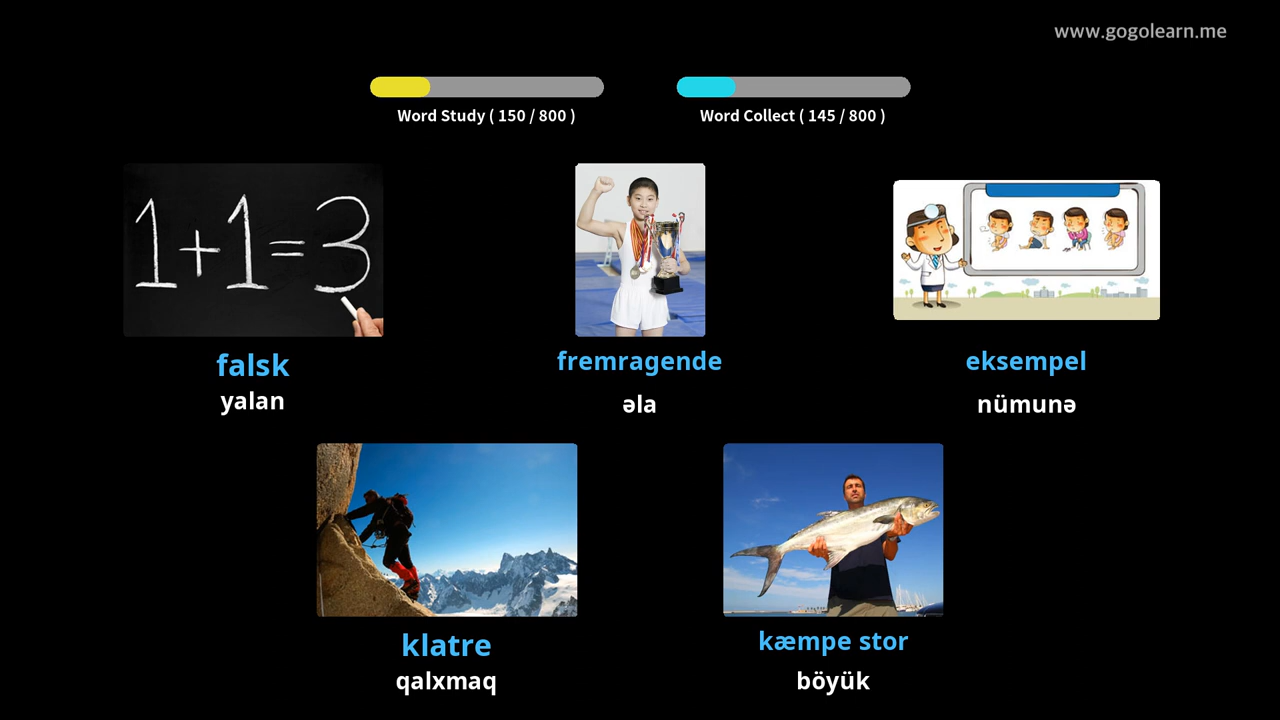 www.gogolearn.me
Word Study ( 150 / 800 )
Word Collect ( 145 / 800 )
1+1=3
falsk
yalan
fremragende
əla
eksempel
nümunə
klatre
qalxmaq
kæmpe stor
böyük